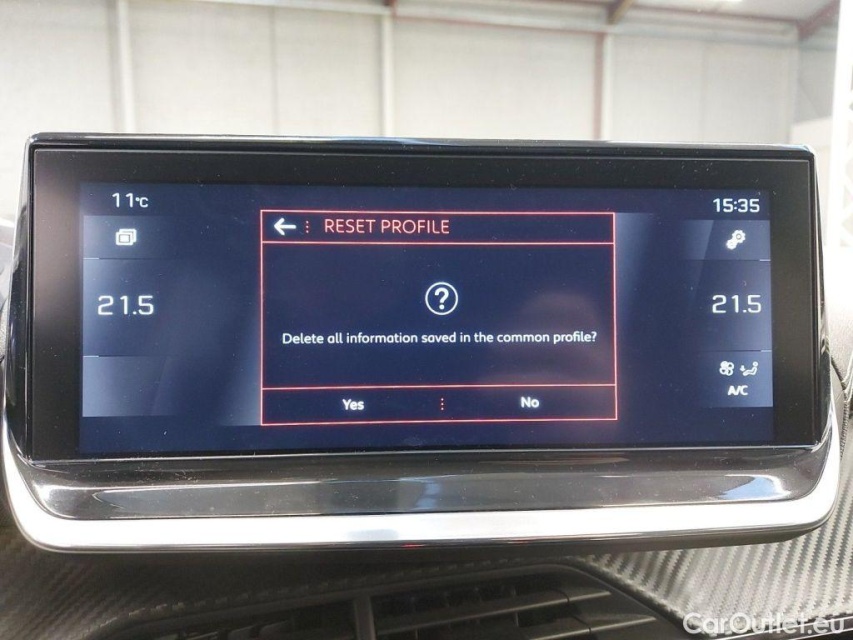 11°C
15:35
RESET PROFILE
21.5
21.5
Delete all information saved in the common profile?
A/C
Yes
No
CarOutlet.eu